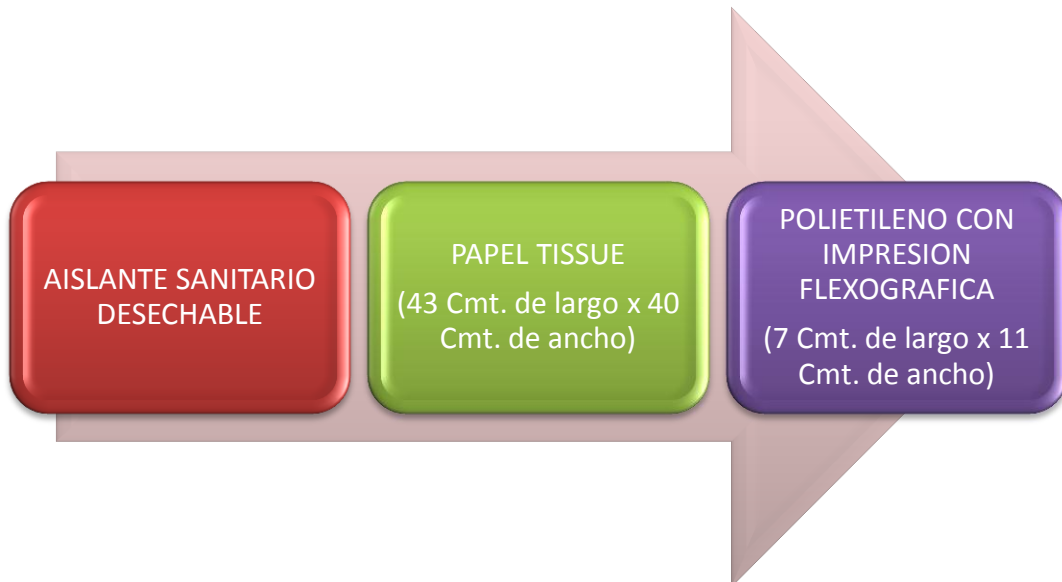 AISLANTE SANITARIO
DESECHABLE
PAPEL TISSUE
(43 Cmt. de largo x 40
Cmt. de ancho)
POLIETILENO CON
IMPRESION
FLEXOGRAFICA
(7 Cmt. de largo x 11
Cmt. de ancho)